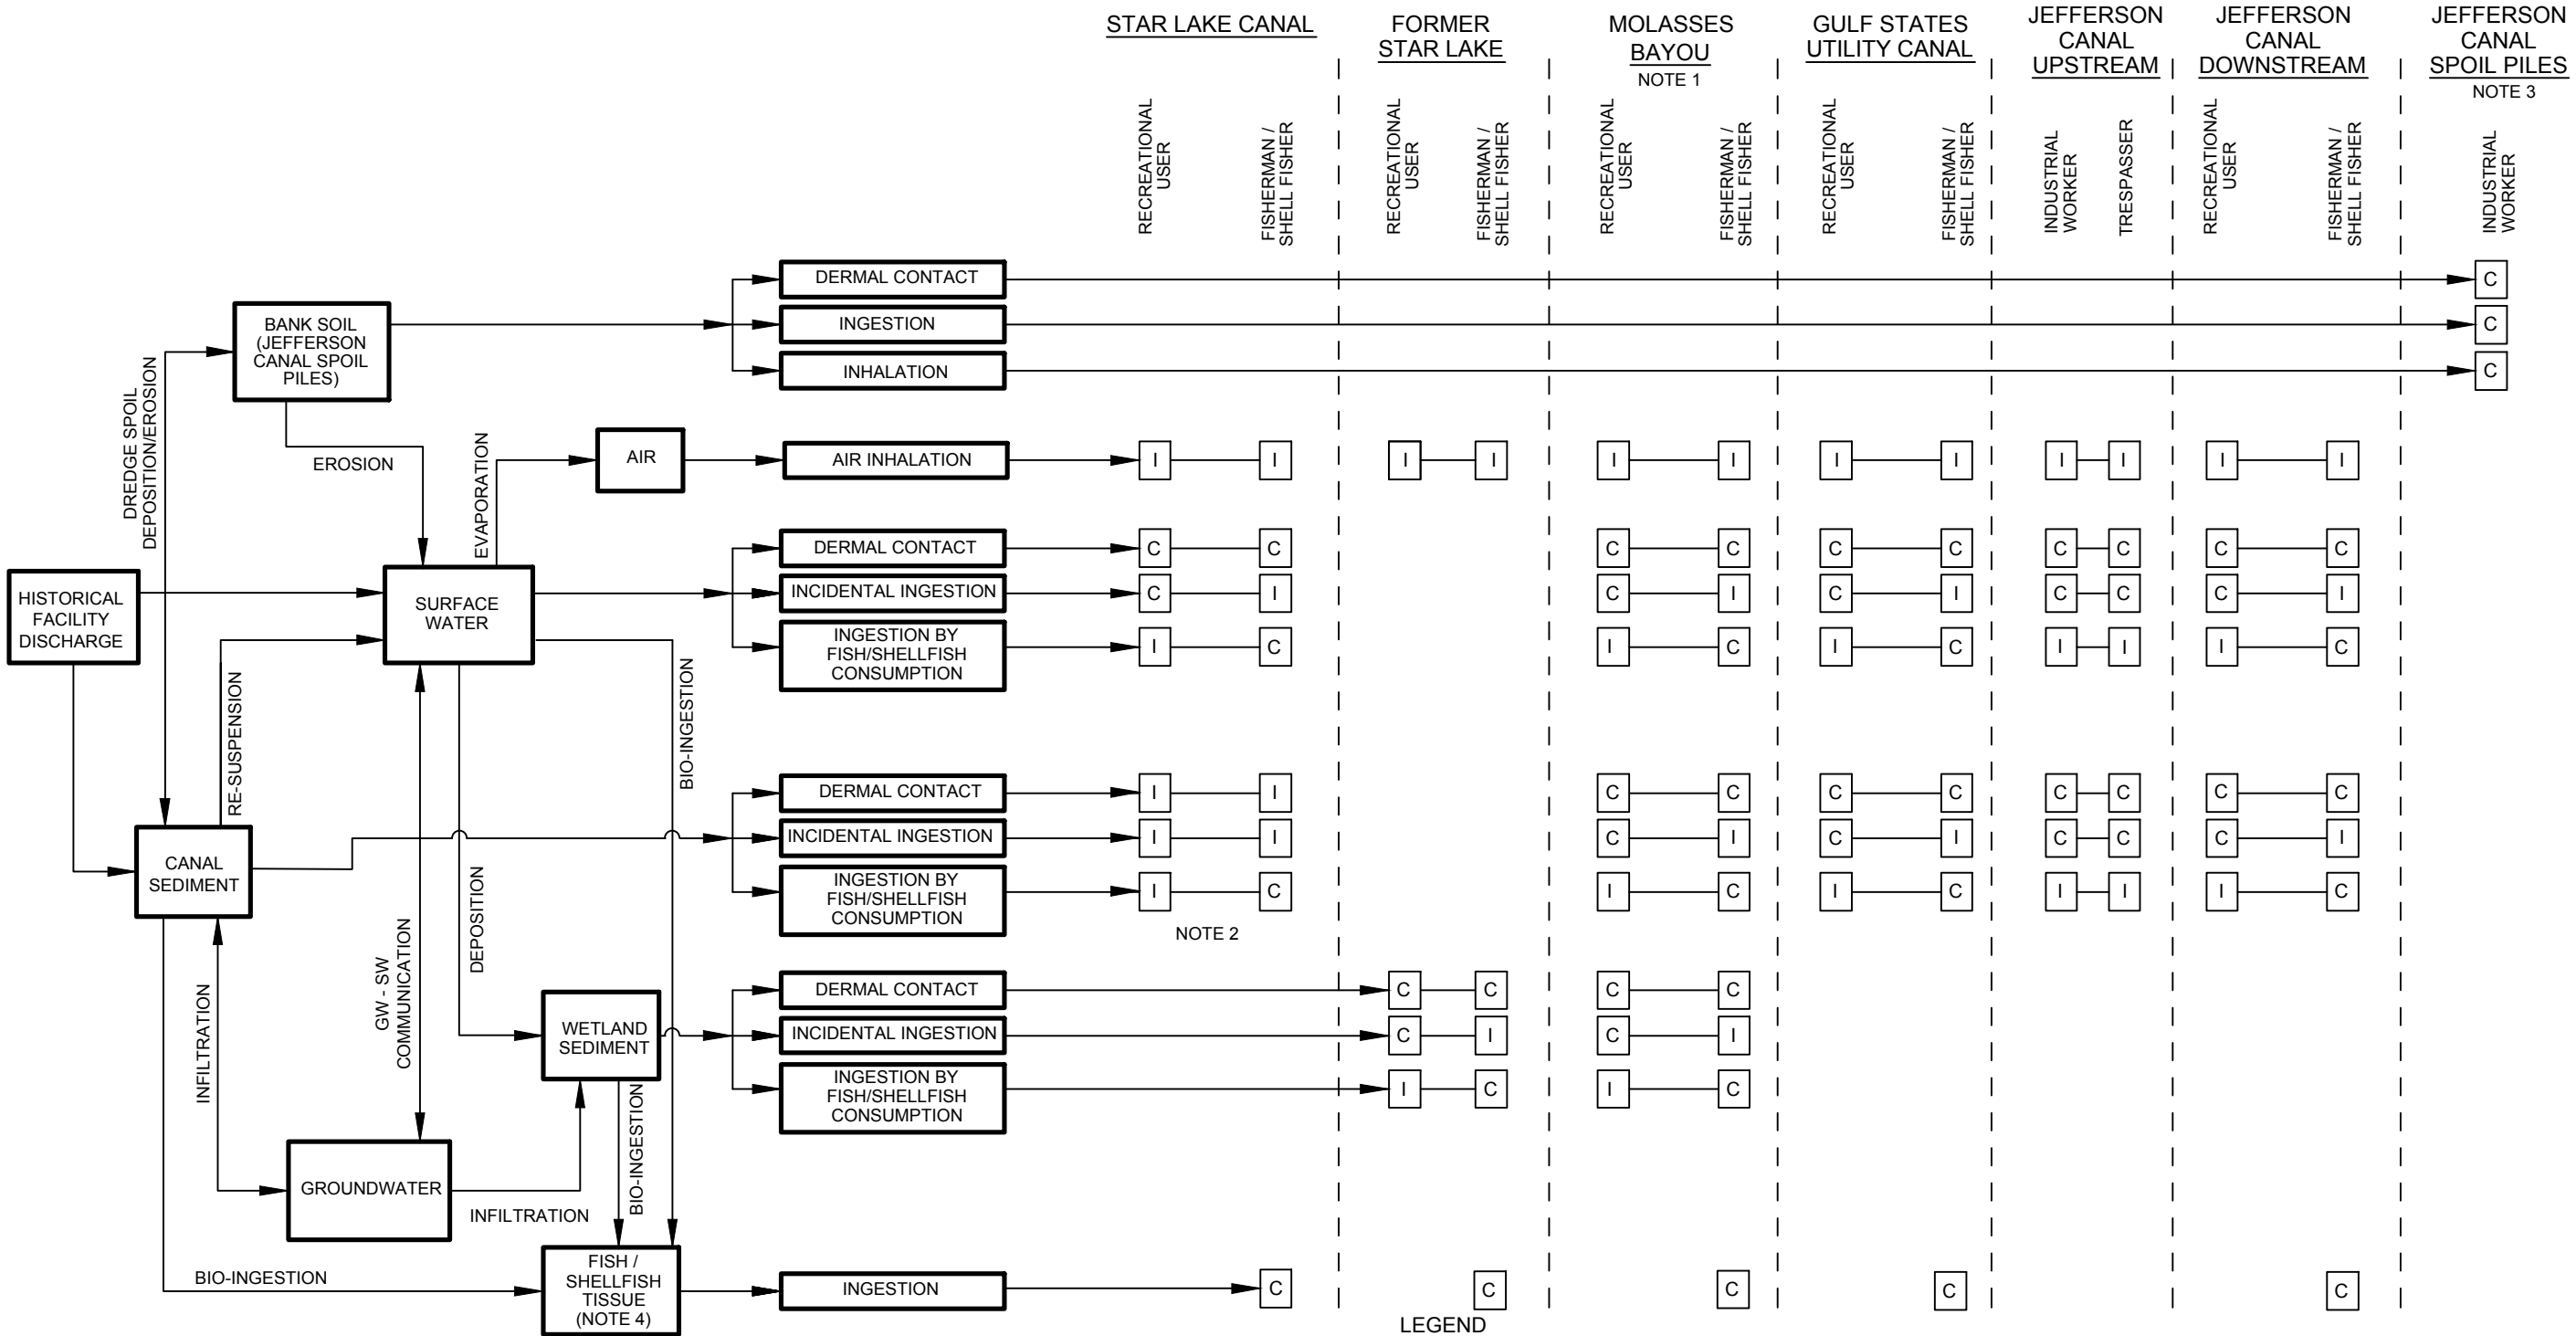 STAR LAKE CANAL
FORMER
STAR LAKE
MOLASSES
BAYOU
NOTE 1
GULF STATES
UTILITY CANAL
JEFFERSON
CANAL
UPSTREAM
JEFFERSON
CANAL
DOWNSTREAM
JEFFERSON
CANAL
SPOIL PILES
NOTE 3
RECREATIONAL
USER
FISHERMAN /
SHELL FISHER
RECREATIONAL
USER
FISHERMAN /
SHELL FISHER
RECREATIONAL
USER
FISHERMAN /
SHELL FISHER
RECREATIONAL
USER
FISHERMAN /
SHELL FISHER
INDUSTRIAL
WORKER
TRESPASSER
RECREATIONAL
USER
FISHERMAN /
SHELL FISHER
INDUSTRIAL
WORKER
BANK SOIL
(JEFFERSON
CANAL SPOIL
PILES)
DERMAL CONTACT C
INGESTION C
INHALATION C
DREDGE SPOIL
DEPOSITION/EROSION
EROSION
EVAPORATION
AIR
AIR INHALATION I I I I I I I I I I I I
HISTORICAL
FACILITY
DISCHARGE
SURFACE
WATER
DERMAL CONTACT C C C C C C C C C C
INCIDENTAL INGESTION C I C I C I C C C I
INGESTION BY
FISH/SHELLFISH
CONSUMPTION
I C I C I C I I I C
RE-SUSPENSION
BIO-INGESTION
CANAL
SEDIMENT
DERMAL CONTACT I I C C C C C C C C
INCIDENTAL INGESTION I I C I C I C C C I
INGESTION BY
FISH/SHELLFISH
CONSUMPTION
I C I C I C I I I C
NOTE 2
INFILTRATION
GW - SW
COMMUNICATION
DEPOSITION
WETLAND
SEDIMENT
DERMAL CONTACT C C C C
INCIDENTAL INGESTION C I C I
INGESTION BY
FISH/SHELLFISH
CONSUMPTION
I C I C
GROUNDWATER
INFILTRATION
BIO-INGESTION
BIO-INGESTION
FISH /
SHELLFISH
TISSUE
(NOTE 4)
INGESTION C C C C C
LEGEND